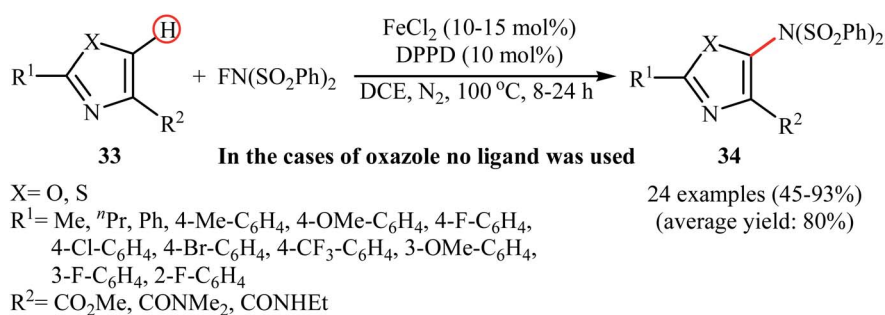 X
H
R¹
N
R²
33
+ FN(SO₂Ph)₂
FeCl₂ (10-15 mol%)
DPPD (10 mol%)
DCE, N₂, 100 °C, 8-24 h
X
N(SO₂Ph)₂
R¹
N
R²
34
In the cases of oxazole no ligand was used
X= O, S
R¹= Me, ⁿPr, Ph, 4-Me-C₆H₄, 4-OMe-C₆H₄, 4-F-C₆H₄,
4-Cl-C₆H₄, 4-Br-C₆H₄, 4-CF₃-C₆H₄, 3-OMe-C₆H₄,
3-F-C₆H₄, 2-F-C₆H₄
R²= CO₂Me, CONMe₂, CONHEt
24 examples (45-93%)
(average yield: 80%)